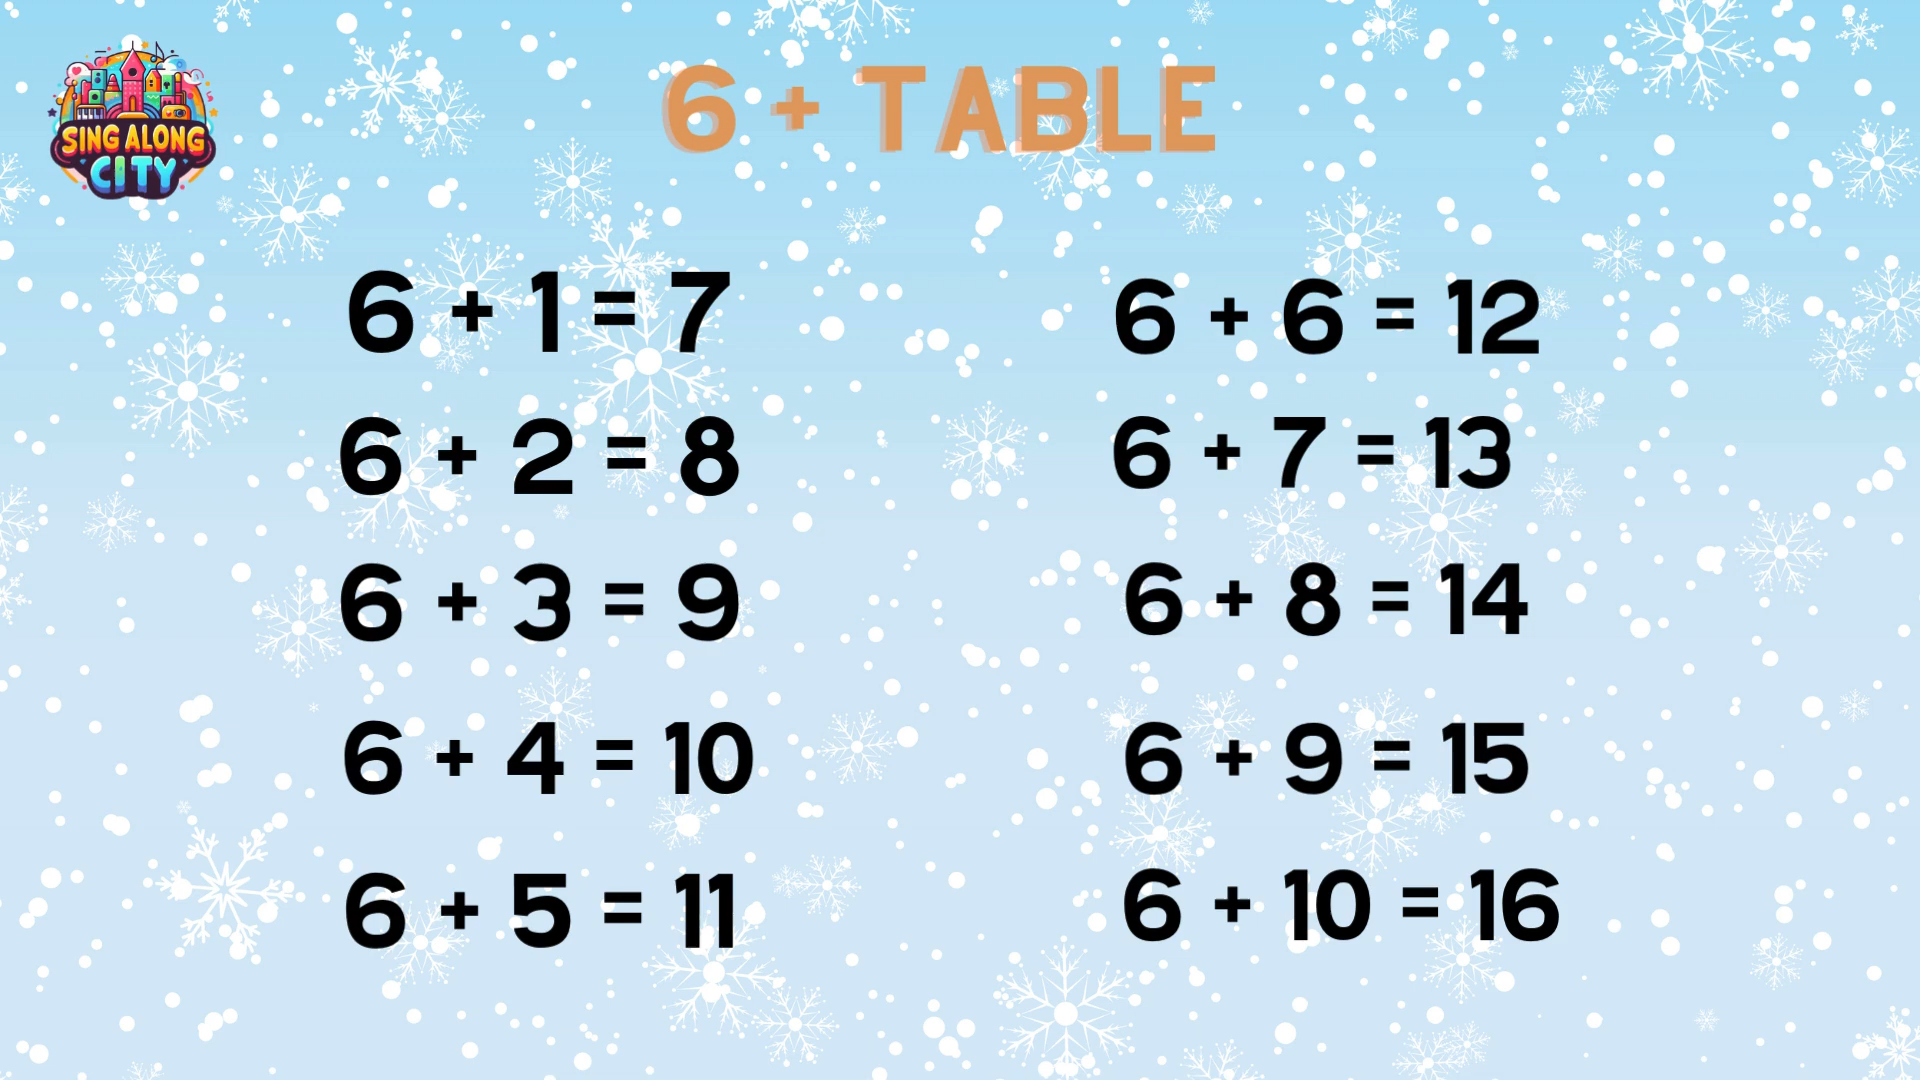 SING ALONG
CITY
6 + TABLE
6 + 1 = 7
6 + 2 = 8
6 + 3 = 9
6 + 4 = 10
6 + 5 = 11
6 + 6 = 12
6 + 7 = 13
6 + 8 = 14
6 + 9 = 15
6 + 10 = 16